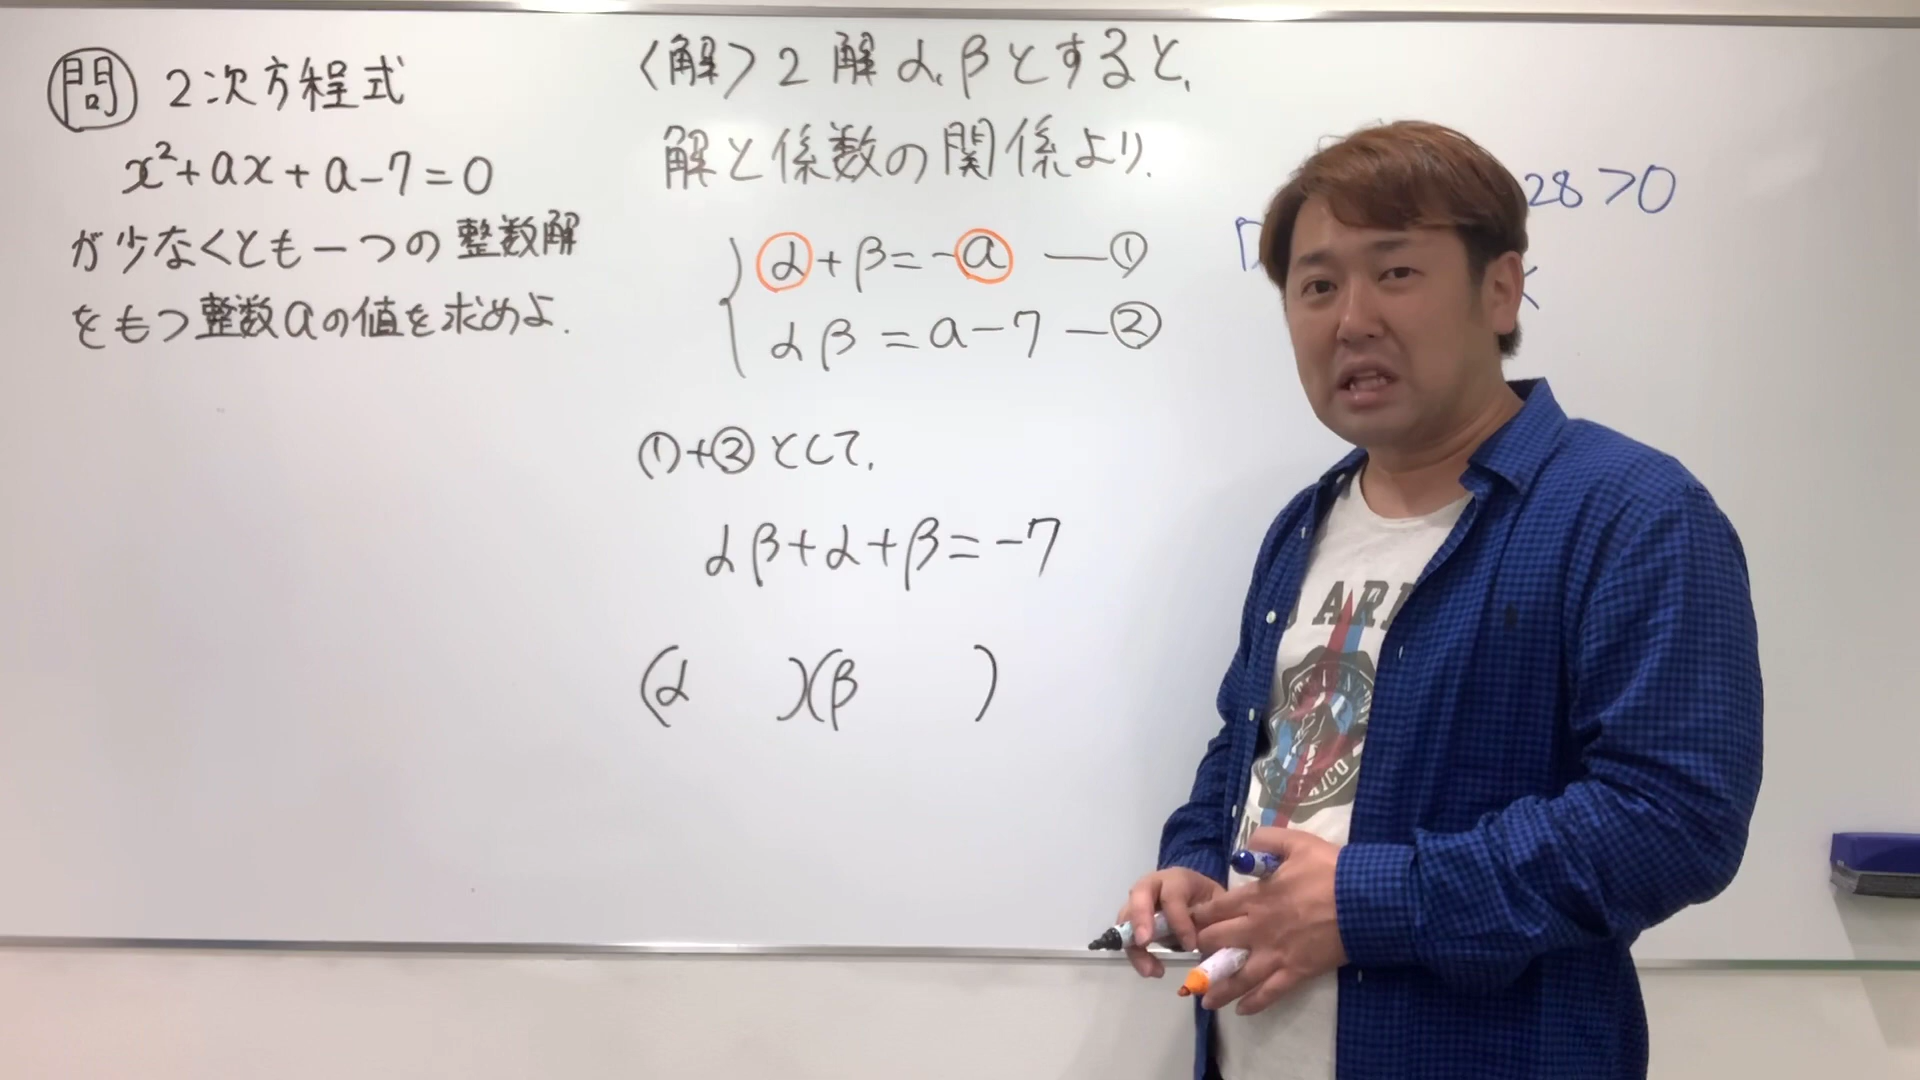 問 2次方程式
x²+ax+a-7=0
が少なくとも一つの整数解
をもつ整数aの値を求めよ.
〈解〉2解α,βとすると,
解と係数の関係より.
α+β=-a —①
αβ=a-7 —②
①+②として,
αβ+α+β=-7
(α )(β )
28>0